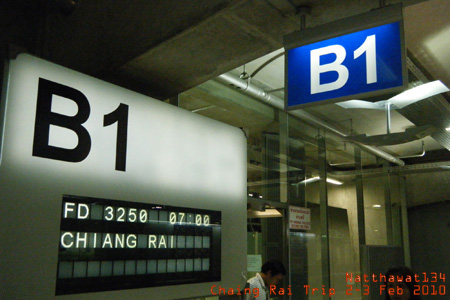 B1
B1
FD 3250 07:00
CHIANG RAI
Natthawat134
Chaing Rai Trip 2-3 Feb 2010